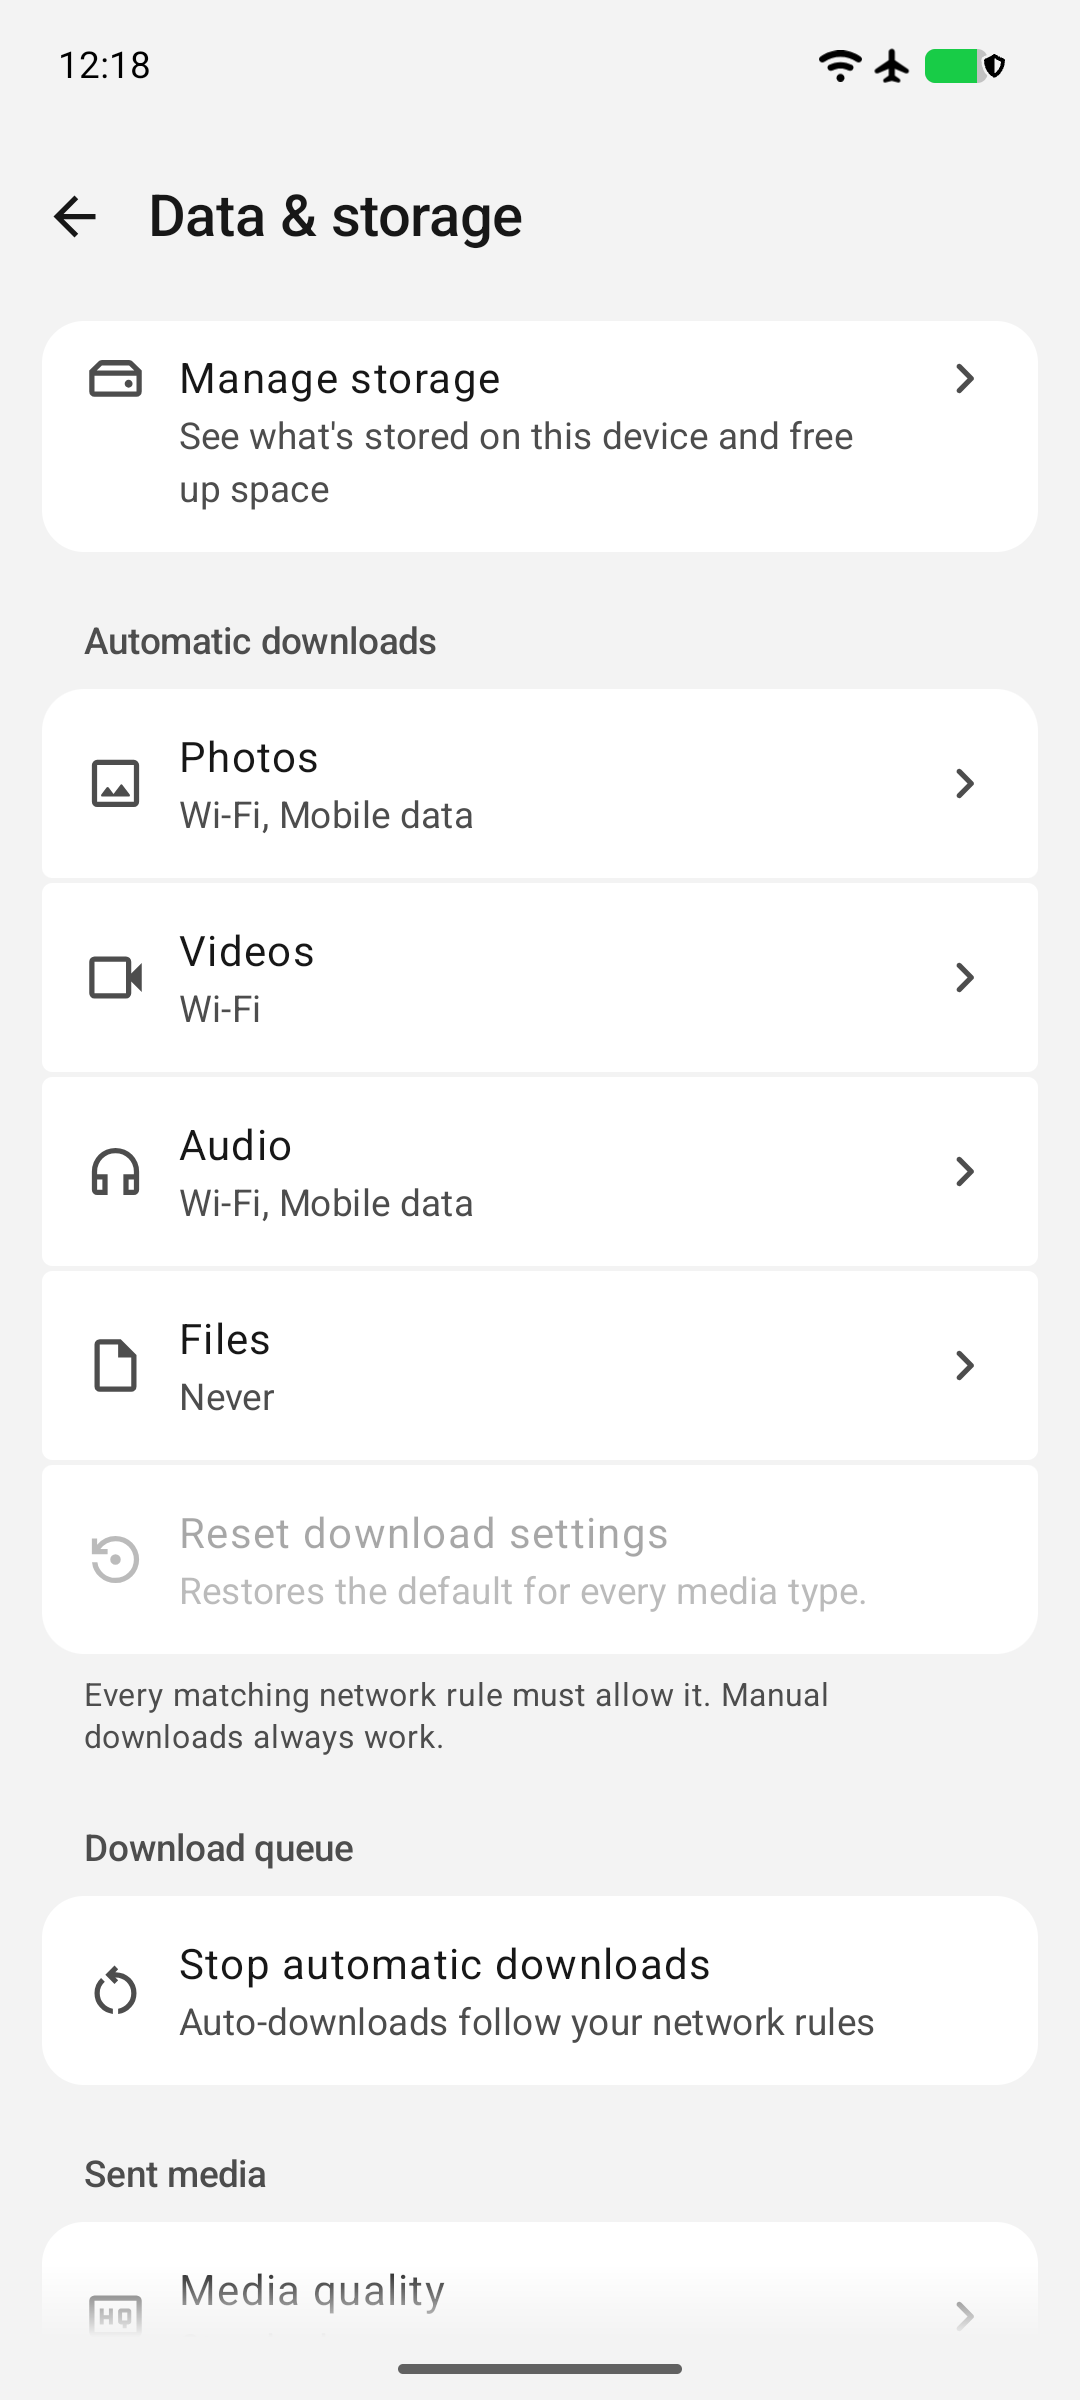 12:18
Data & storage
Manage storage
See what's stored on this device and free
up space
Automatic downloads
Photos
Wi-Fi, Mobile data
Videos
Wi-Fi
Audio
Wi-Fi, Mobile data
Files
Never
Reset download settings
Restores the default for every media type.
Every matching network rule must allow it. Manual
downloads always work.
Download queue
Stop automatic downloads
Auto-downloads follow your network rules
Sent media
Media quality
HQ